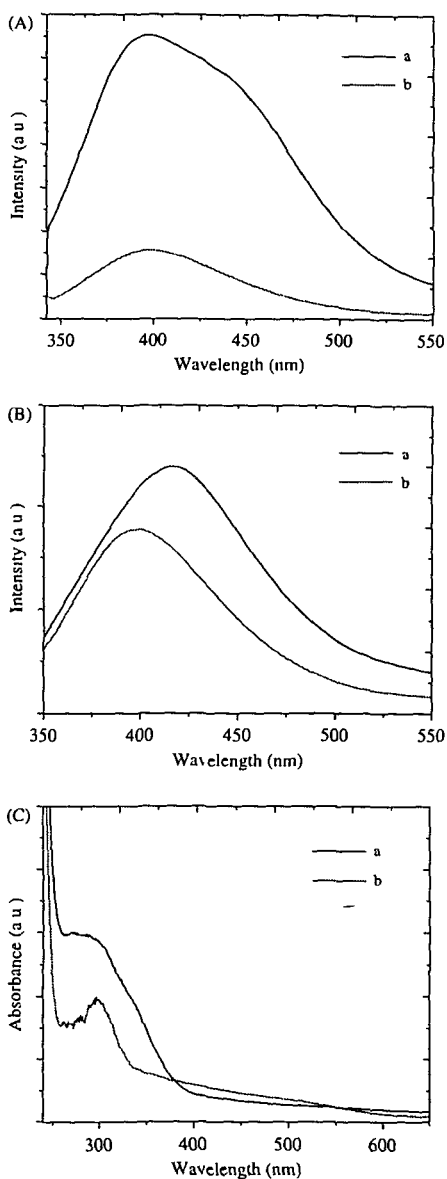 (A)
a
b
Intensity (a u )
350 400 450 500 550
Wavelength (nm)
(B)
a
b
Intensity (a u )
350 400 450 500 550
Wavelength (nm)
(C)
a
b
Absorbance (a u )
300 400 500 600
Wavelength (nm)